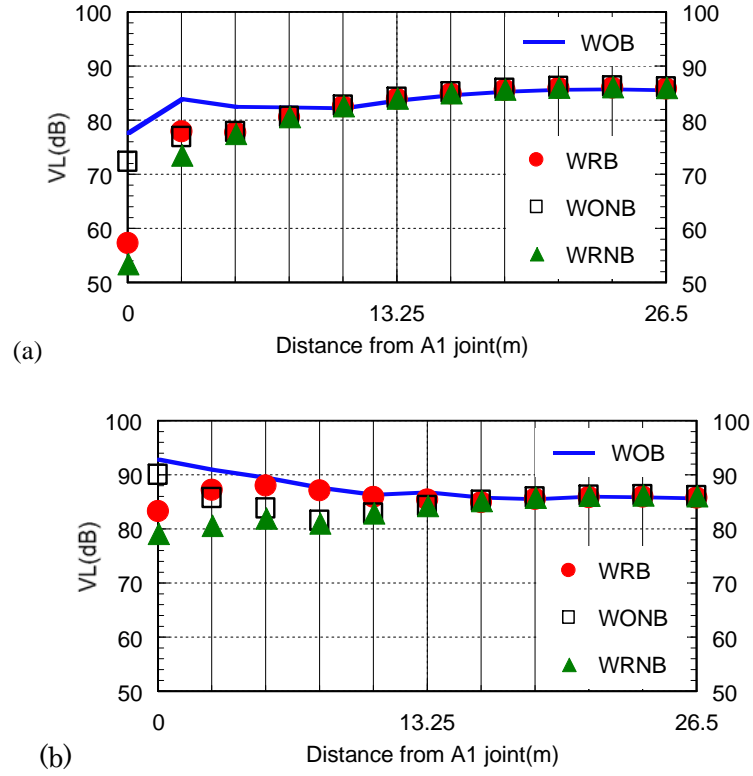 100 100
90 90
80 80
70 70
60 60
50 50
VL(dB)
WOB
WRB
WONB
WRNB
0 13.25 26.5
Distance from A1 joint(m)
(a)
100 100
90 90
80 80
70 70
60 60
50 50
VL(dB)
WOB
WRB
WONB
WRNB
0 13.25 26.5
Distance from A1 joint(m)
(b)